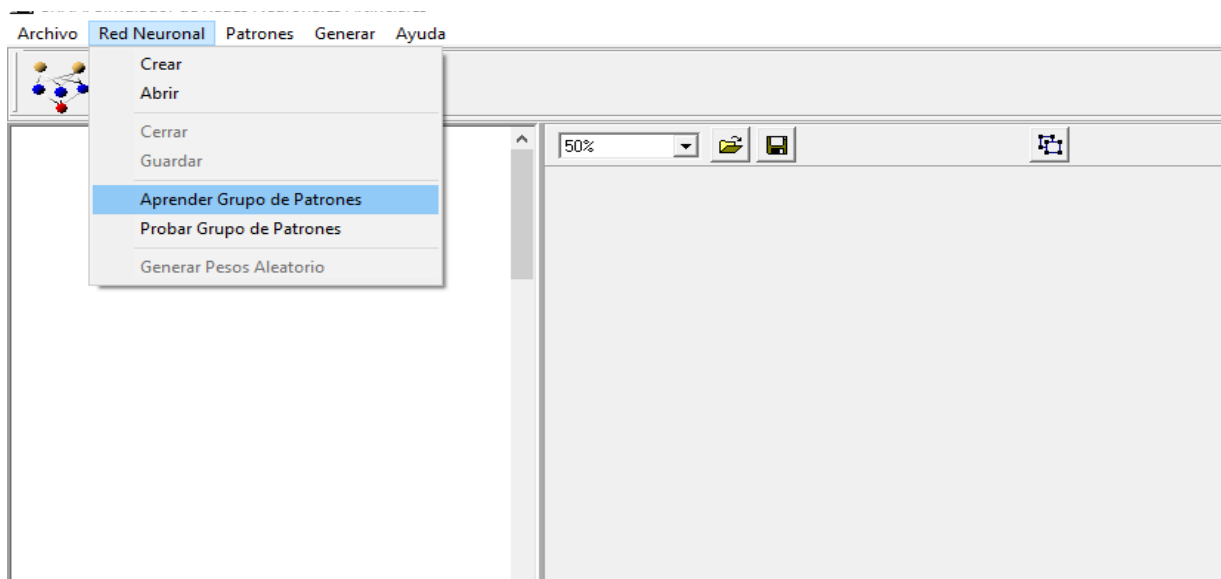 Archivo Red Neuronal Patrones Generar Ayuda
Crear
Abrir
Cerrar
Guardar
Aprender Grupo de Patrones
Probar Grupo de Patrones
Generar Pesos Aleatorio
50%